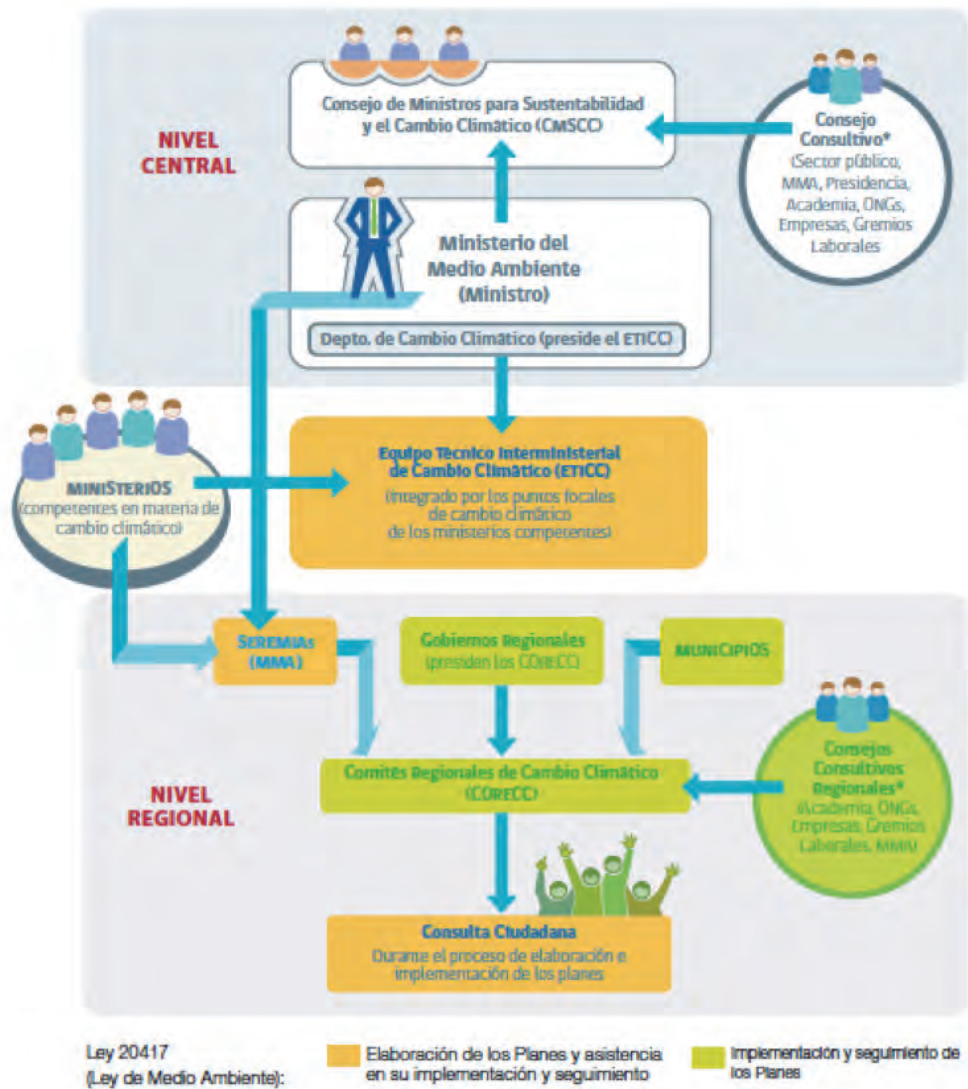 NIVEL
CENTRAL
Consejo de Ministros para Sustentabilidad
y el Cambio Climático (CMSCC)
Consejo
Consultivo*
(Sector público,
MMA, Presidencia,
Academia, ONGs,
Empresas, Gremios
Laborales
Ministerio del
Medio Ambiente
(Ministro)
Depto. de Cambio Climático (preside el ETICC)
MINISTERIOS
(competentes en materia de
cambio climático)
Equipo Técnico Interministerial
de Cambio Climático (ETICC)
(Integrado por los puntos focales
de cambio climático
de los ministerios competentes)
SEREMIAs
(MMA)
Gobiernos Regionales
(presiden los CORECC)
MUNICIPIOS
NIVEL
REGIONAL
Comités Regionales de Cambio Climático
(CORECC)
Consejos
Consultivos
Regionales*
(Academia, ONGs,
Empresas, Gremios
Laborales,
Consulta Ciudadana
Durante el proceso de elaboración e
implementación de los planes
Ley 20417
(Ley de Medio Ambiente):
Elaboración de los Planes y asistencia
en su implementación y seguimiento
Implementación y seguimiento de
los Planes